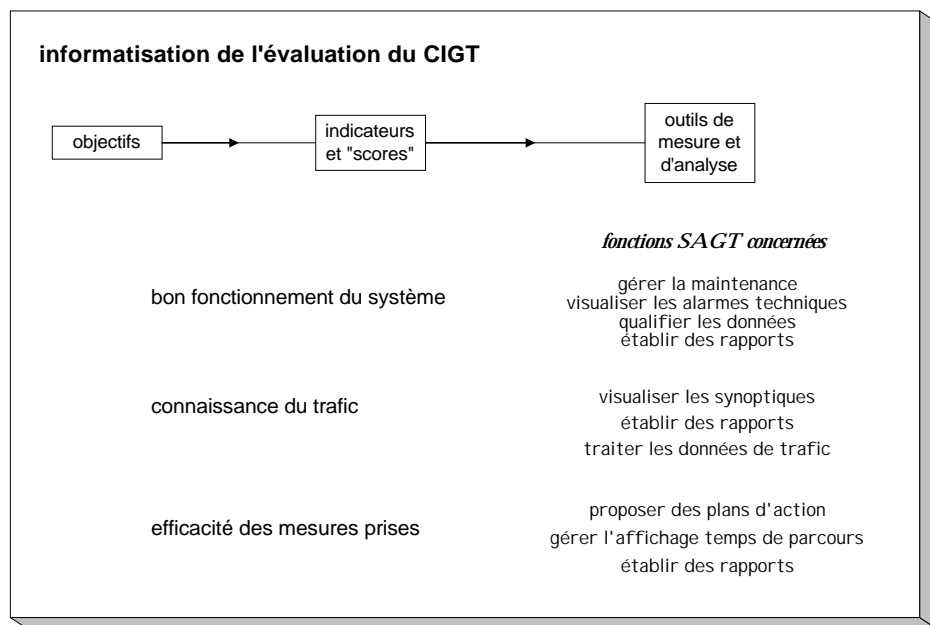 informatisation de l'évaluation du CIGT
objectifs
indicateurs
et "scores"
outils de
mesure et
d'analyse
fonctions SAGT concernées
bon fonctionnement du système
gérer la maintenance
visualiser les alarmes techniques
qualifier les données
établir des rapports
connaissance du trafic
visualiser les synoptiques
établir des rapports
traiter les données de trafic
efficacité des mesures prises
proposer des plans d'action
gérer l'affichage temps de parcours
établir des rapports